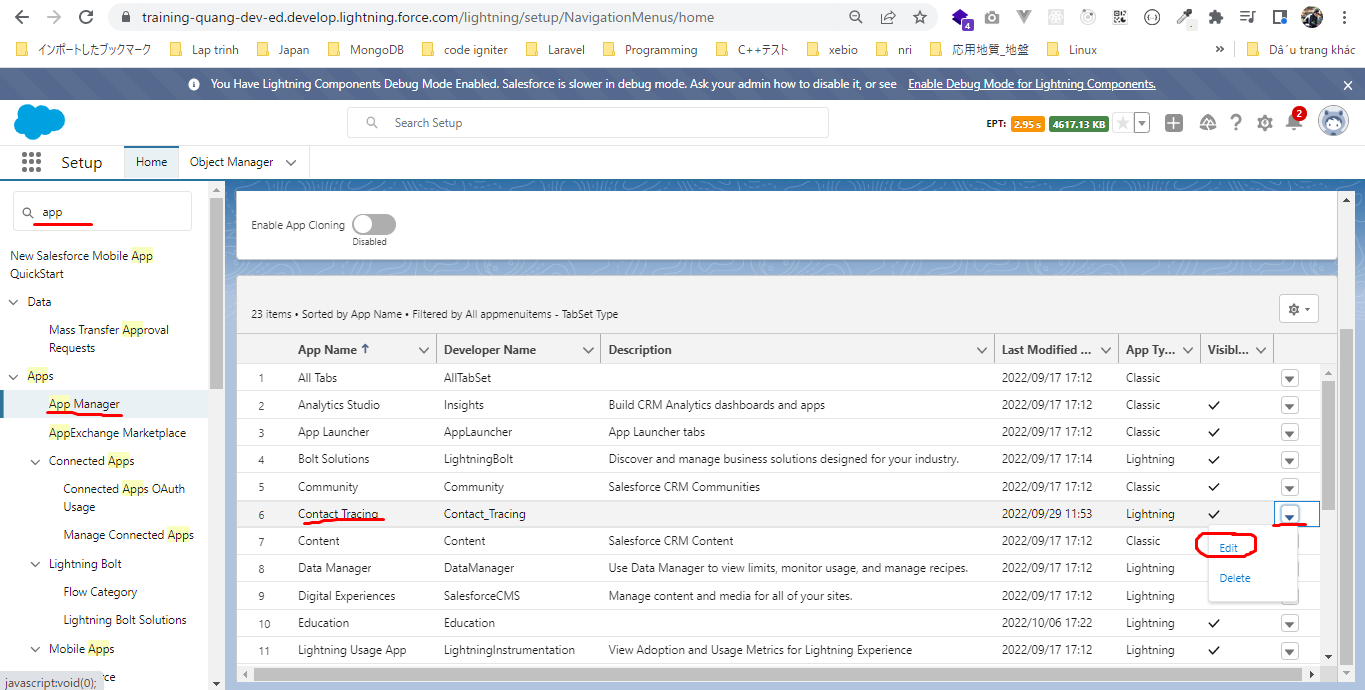 training-quang-dev-ed.develop.lightning.force.com/lightning/setup/NavigationMenus/home
4
インポートしたブックマーク Lap trinh Japan MongoDB code igniter Laravel Programming C++テスト xebio nri 応用地質_地盤 Linux » Dấu trang khác
You Have Lightning Components Debug Mode Enabled. Salesforce is slower in debug mode. Ask your admin how to disable it, or see Enable Debug Mode for Lightning Components.
Search Setup
EPT: 2.95 s 4617.13 KB
2
Setup Home Object Manager
app
New Salesforce Mobile App
QuickStart
Data
Mass Transfer Approval
Requests
Apps
App Manager
AppExchange Marketplace
Connected Apps
Connected Apps OAuth
Usage
Manage Connected Apps
Lightning Bolt
Flow Category
Lightning Bolt Solutions
Mobile Apps
rce
javascript:void(0);
Enable App Cloning
Disabled
23 items • Sorted by App Name • Filtered by All appmenuitems - TabSet Type
App Name ↑ Developer Name Description Last Modified ... App Ty... Visibl...
1 All Tabs AllTabSet 2022/09/17 17:12 Classic
2 Analytics Studio Insights Build CRM Analytics dashboards and apps 2022/09/17 17:12 Classic
3 App Launcher AppLauncher App Launcher tabs 2022/09/17 17:12 Classic
4 Bolt Solutions LightningBolt Discover and manage business solutions designed for your industry. 2022/09/17 17:14 Lightning
5 Community Community Salesforce CRM Communities 2022/09/17 17:12 Classic
6 Contact Tracing Contact_Tracing 2022/09/29 11:53 Lightning
7 Content Content Salesforce CRM Content 2022/09/17 17:12 Classic
Edit
8 Data Manager DataManager Use Data Manager to view limits, monitor usage, and manage recipes. 2022/09/17 17:12 Lightning
Delete
9 Digital Experiences SalesforceCMS Manage content and media for all of your sites. 2022/09/17 17:12 Lightning
10 Education Education 2022/10/06 17:22 Lightning
11 Lightning Usage App LightningInstrumentation View Adoption and Usage Metrics for Lightning Experience 2022/09/17 17:12 Lightning